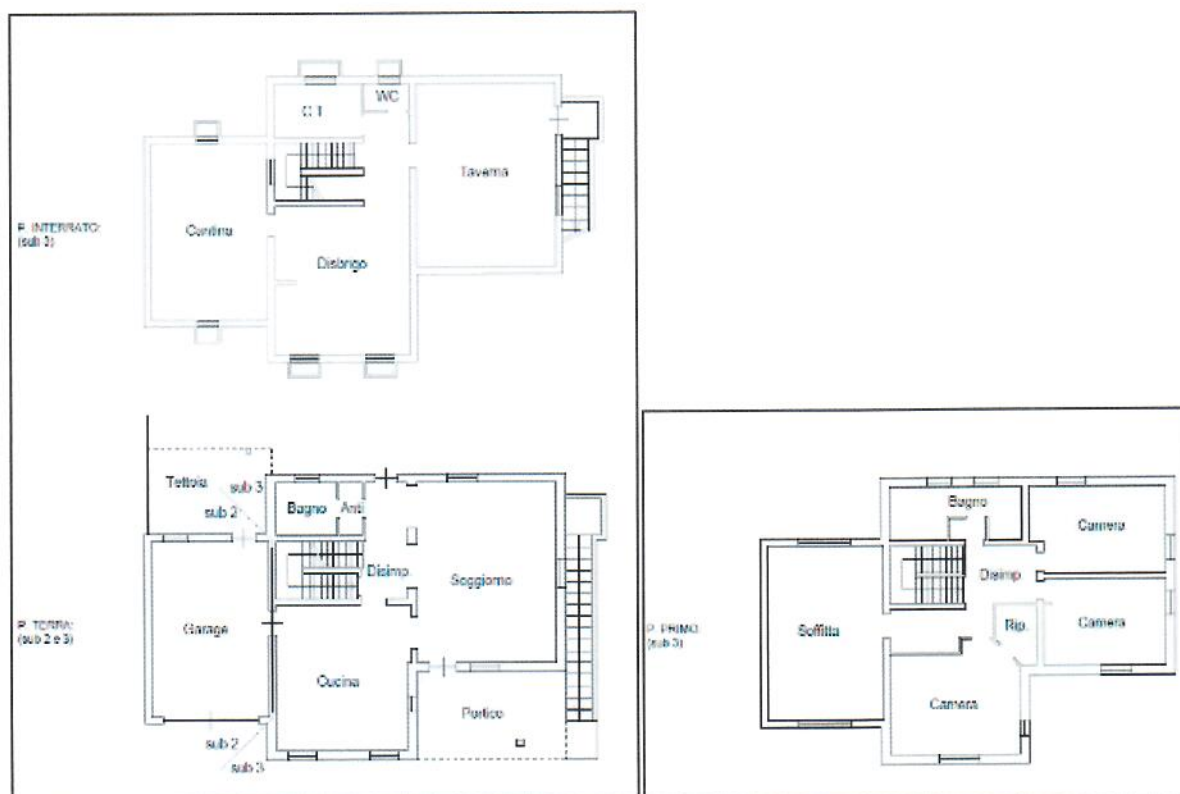 C.T.
WC
Taverna
P. INTERRATO:
(sub 3)
Cantina
Disbrigo
Tettoia
sub 3
sub 2
Bagno
Anti
Disimp.
Soggiorno
P. TERRA:
(sub 2 e 3)
Garage
Cucina
Portico
sub 2
sub 3
Bagno
Camera
Disimp.
P. PRIMO:
(sub 3)
Soffitta
Rip.
Camera
Camera